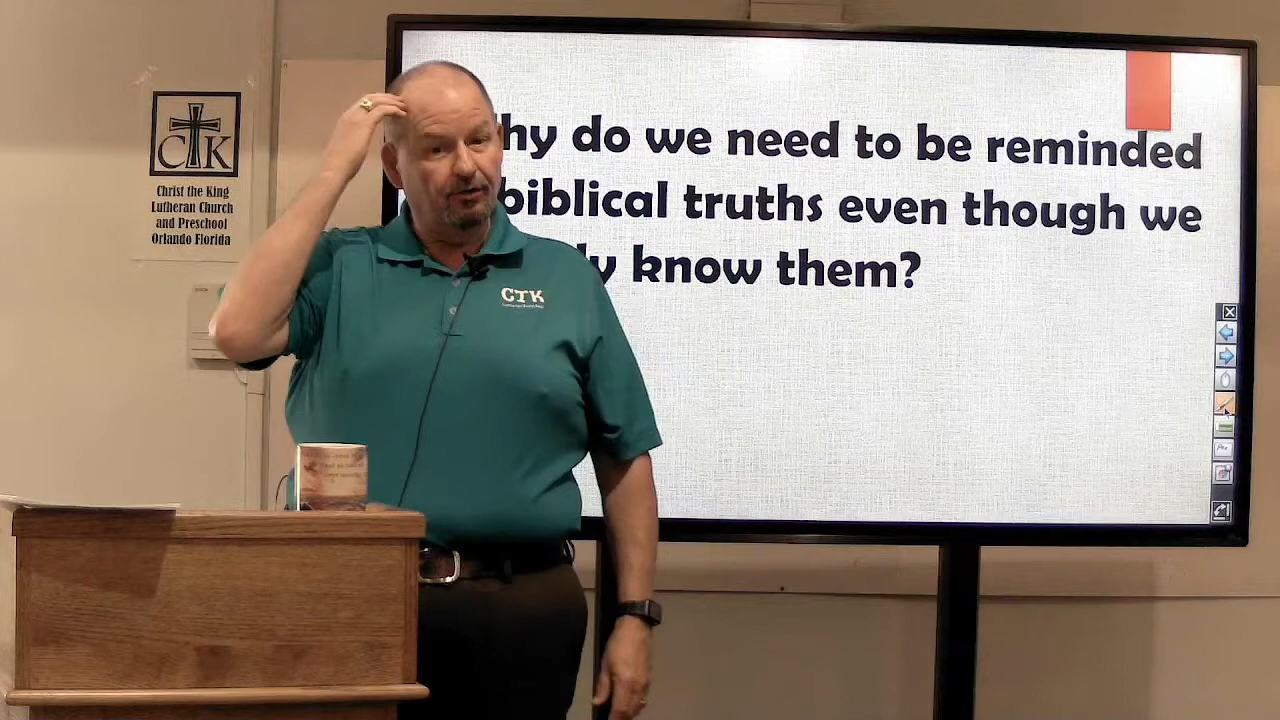 CTK
Christ the King
Lutheran Church
and Preschool
Orlando Florida
hy do we need to be reminded
biblical truths even though we
y know them?
CTK